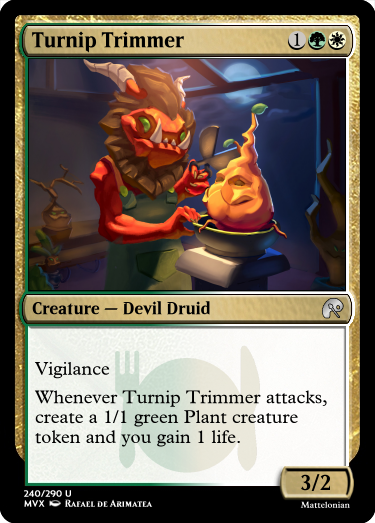 Turnip Trimmer 1
Creature — Devil Druid
Vigilance
Whenever Turnip Trimmer attacks,
create a 1/1 green Plant creature
token and you gain 1 life.
3/2
240/290 U
MVX RAFAEL DE ARIMATEA
Mattelonian